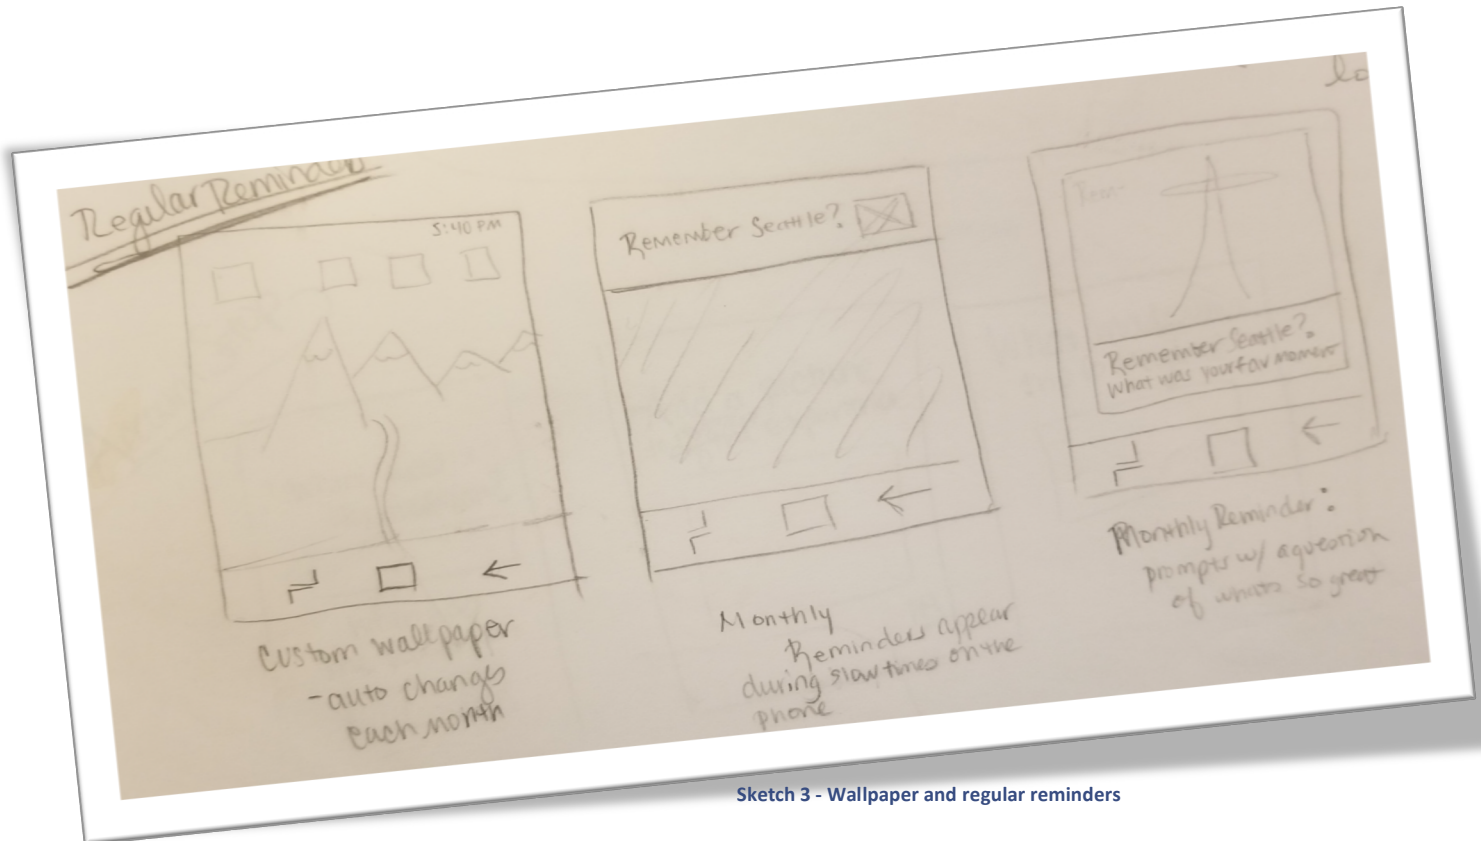 Regular Reminders
5:40 PM
Custom wallpaper
- auto changes
each month
Remember Seattle?
Monthly
Reminders appear
during slow times on the
phone
Remember Seattle?
what was your fav moment
Monthly Reminder:
prompts w/ a question
of whats so great
Sketch 3 - Wallpaper and regular reminders